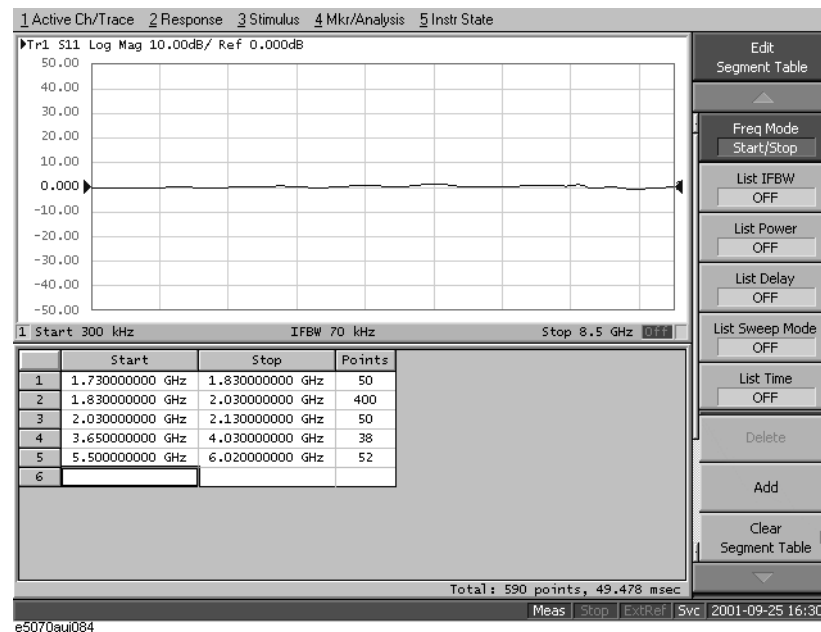 1 Active Ch/Trace 2 Response 3 Stimulus 4 Mkr/Analysis 5 Instr State
Tr1 S11 Log Mag 10.00dB/ Ref 0.000dB
50.00
40.00
30.00
20.00
10.00
0.000
-10.00
-20.00
-30.00
-40.00
-50.00
1 Start 300 kHz IFBW 70 kHz Stop 8.5 GHz Off
Start Stop Points
1 1.730000000 GHz 1.830000000 GHz 50
2 1.830000000 GHz 2.030000000 GHz 400
3 2.030000000 GHz 2.130000000 GHz 50
4 3.650000000 GHz 4.030000000 GHz 38
5 5.500000000 GHz 6.020000000 GHz 52
6
Total: 590 points, 49.478 msec
Edit
Segment Table
Freq Mode
Start/Stop
List IFBW
OFF
List Power
OFF
List Delay
OFF
List Sweep Mode
OFF
List Time
OFF
Delete
Add
Clear
Segment Table
Meas Stop ExtRef Svc 2001-09-25 16:30
e5070auj084